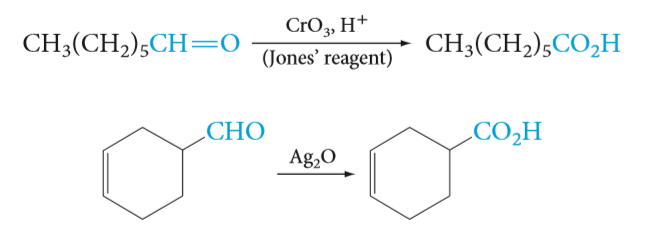 CH₃(CH₂)₅CH=O CrO₃, H⁺ (Jones’ reagent) CH₃(CH₂)₅CO₂H
CHO Ag₂O CO₂H